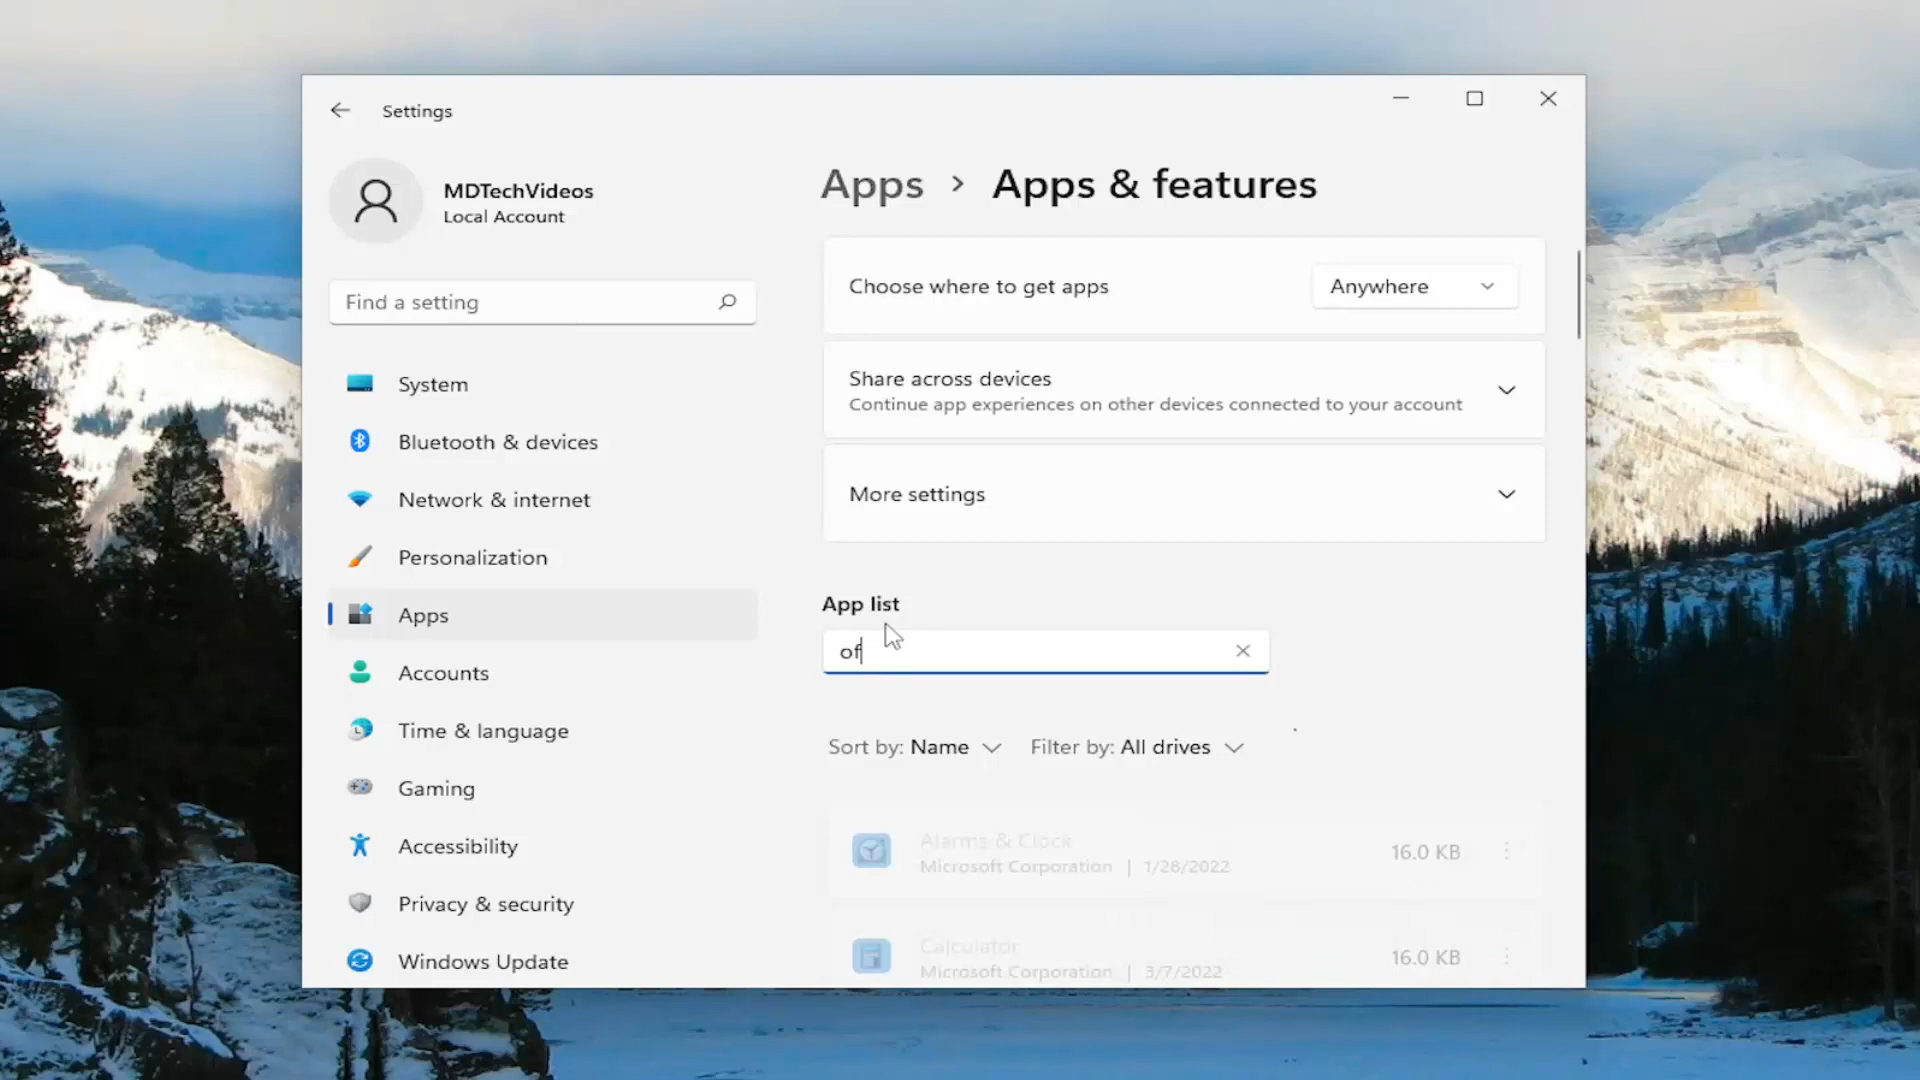 Settings
MDTechVideos
Local Account
Find a setting
System
Bluetooth & devices
Network & internet
Personalization
Apps
Accounts
Time & language
Gaming
Accessibility
Privacy & security
Windows Update
Apps > Apps & features
Choose where to get apps
Anywhere
Share across devices
Continue app experiences on other devices connected to your account
More settings
App list
of
Sort by: Name
Filter by: All drives
Alarms & Clock
Microsoft Corporation | 1/28/2022
16.0 KB
Calculator
Microsoft Corporation | 3/7/2022
16.0 KB